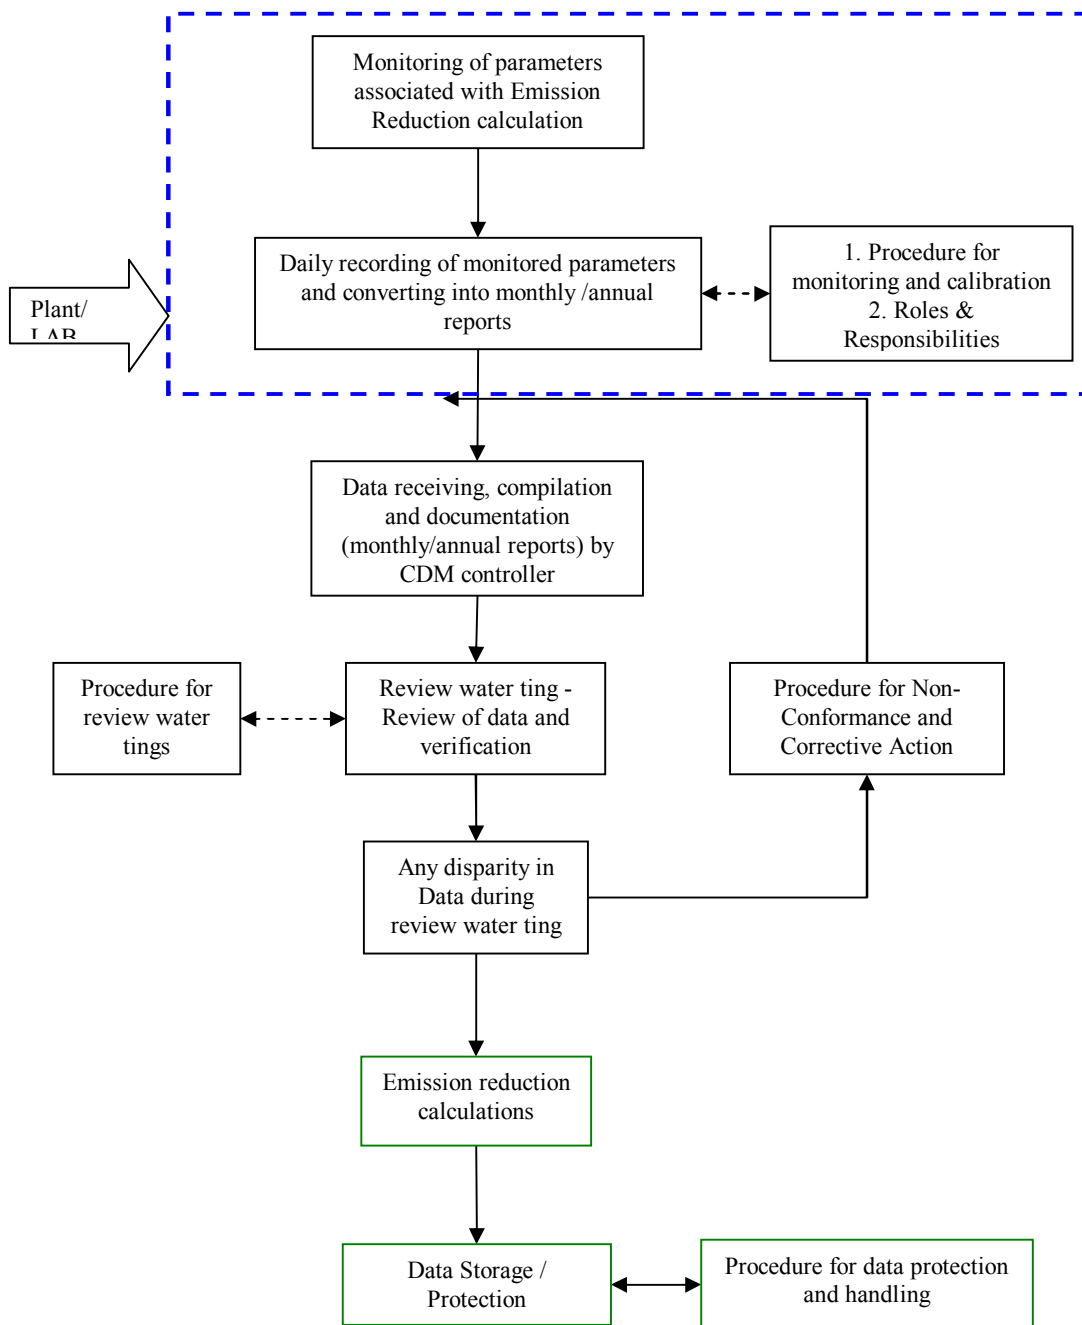 Monitoring of parameters
associated with Emission
Reduction calculation
Daily recording of monitored parameters
and converting into monthly /annual
reports
1. Procedure for
monitoring and calibration
2. Roles &
Responsibilities
Plant/
LAB
Data receiving, compilation
and documentation
(monthly/annual reports) by
CDM controller
Procedure for
review water
tings
Review water ting -
Review of data and
verification
Procedure for Non-
Conformance and
Corrective Action
Any disparity in
Data during
review water ting
Emission reduction
calculations
Data Storage /
Protection
Procedure for data protection
and handling